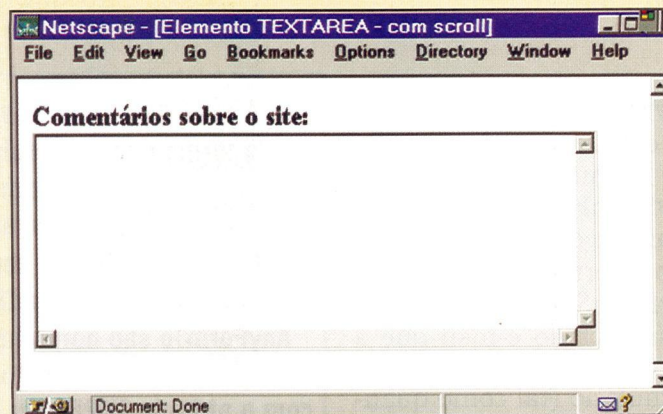 Netscape - [Elemento TEXTAREA - com scroll]
File Edit View Go Bookmarks Options Directory Window Help
Comentários sobre o site:
Document: Done